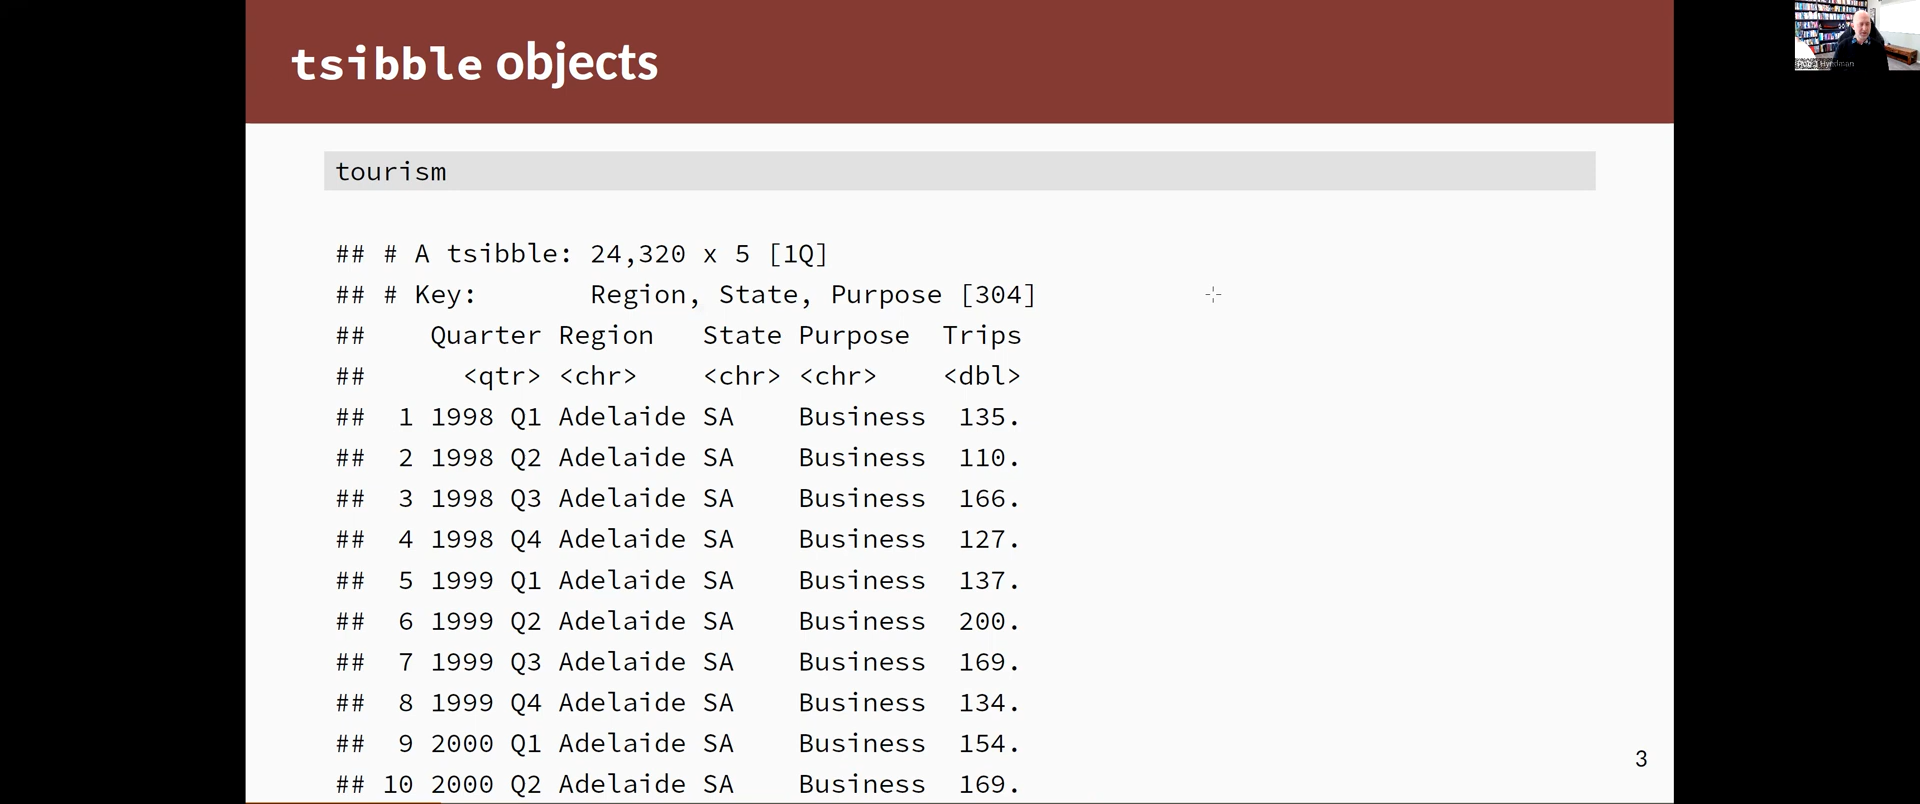 tsibble objects
tourism
## # A tsibble: 24,320 x 5 [1Q]
## # Key:       Region, State, Purpose [304]
##    Quarter Region   State Purpose  Trips
##      <qtr> <chr>    <chr> <chr>    <dbl>
##  1 1998 Q1 Adelaide SA    Business  135.
##  2 1998 Q2 Adelaide SA    Business  110.
##  3 1998 Q3 Adelaide SA    Business  166.
##  4 1998 Q4 Adelaide SA    Business  127.
##  5 1999 Q1 Adelaide SA    Business  137.
##  6 1999 Q2 Adelaide SA    Business  200.
##  7 1999 Q3 Adelaide SA    Business  169.
##  8 1999 Q4 Adelaide SA    Business  134.
##  9 2000 Q1 Adelaide SA    Business  154.
## 10 2000 Q2 Adelaide SA    Business  169.
3
Hyndman